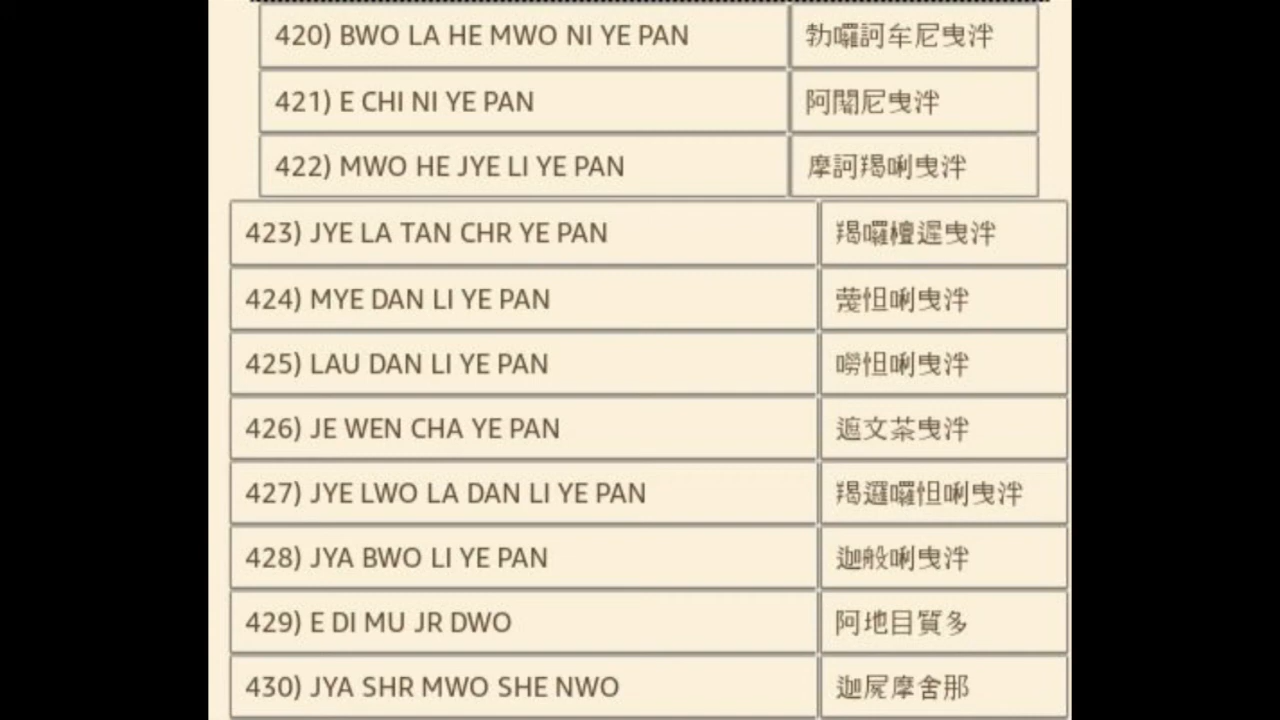 420) BWO LA HE MWO NI YE PAN 勃囉訶牟尼曳泮
421) E CHI NI YE PAN 阿闍尼曳泮
422) MWO HE JYE LI YE PAN 摩訶羯唎曳泮
423) JYE LA TAN CHR YE PAN 羯囉檀遲曳泮
424) MYE DAN LI YE PAN 蔑怛唎曳泮
425) LAU DAN LI YE PAN 嘮怛唎曳泮
426) JE WEN CHA YE PAN 遮文茶曳泮
427) JYE LWO LA DAN LI YE PAN 羯邏囉怛唎曳泮
428) JYA BWO LI YE PAN 迦般唎曳泮
429) E DI MU JR DWO 阿地目質多
430) JYA SHR MWO SHE NWO 迦屍摩舍那